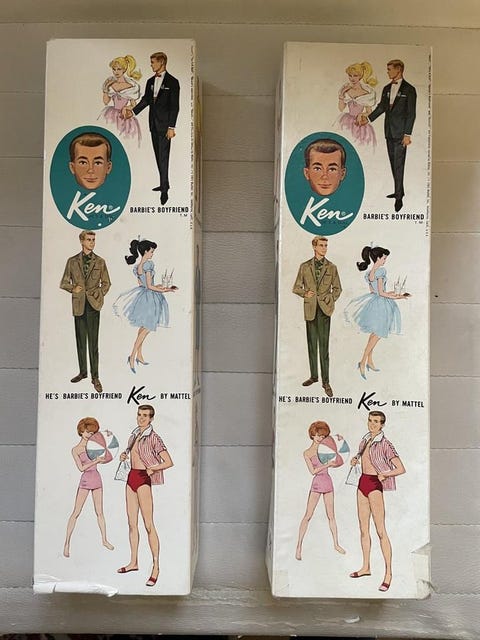 Ken®
BARBIE'S BOYFRIEND
T.M
HE'S BARBIE'S BOYFRIEND Ken BY MATTEL
Ken®
BARBIE'S BOYFRIEND
T.M
HE'S BARBIE'S BOYFRIEND Ken BY MATTEL